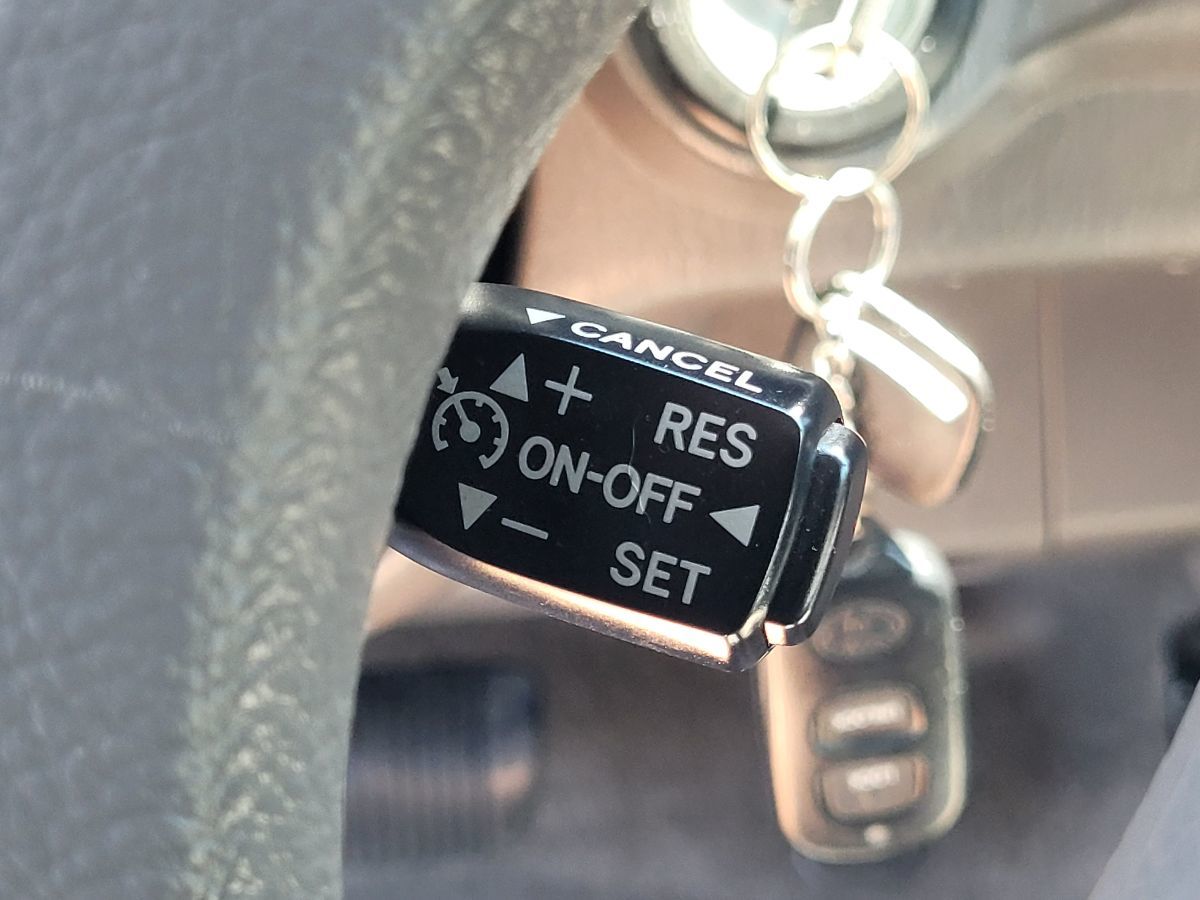 CANCEL
+ RES
ON-OFF
− SET